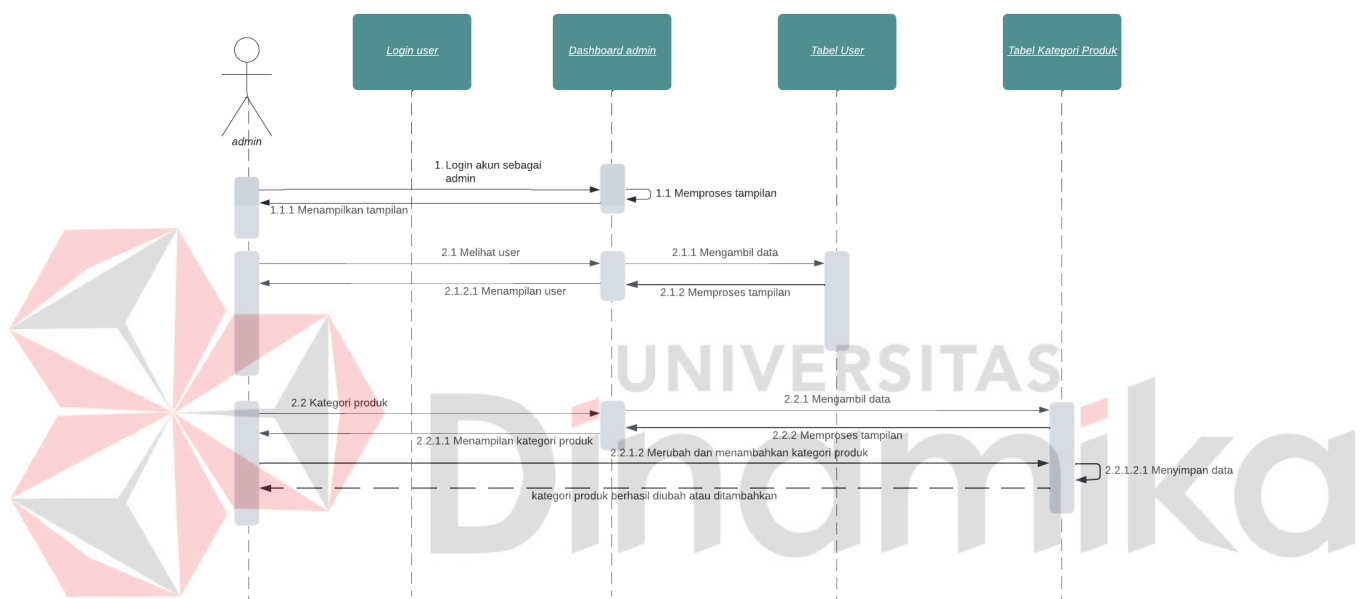 Login user
Dashboard admin
Tabel User
Tabel Kategori Produk
admin
1. Login akun sebagai
admin
1.1 Memproses tampilan
1.1.1 Menampilkan tampilan
2.1 Melihat user
2.1.1 Mengambil data
2.1.2.1 Menampilan user
2.1.2 Memproses tampilan
UNIVERSITAS
Dinamika
2.2 Kategori produk
2.2.1 Mengambil data
2.2.1.1 Menampilan kategori produk
2.2.2 Memproses tampilan
2.2.1.2 Merubah dan menambahkan kategori produk
2.2.1.2.1 Menyimpan data
kategori produk berhasil diubah atau ditambahkan